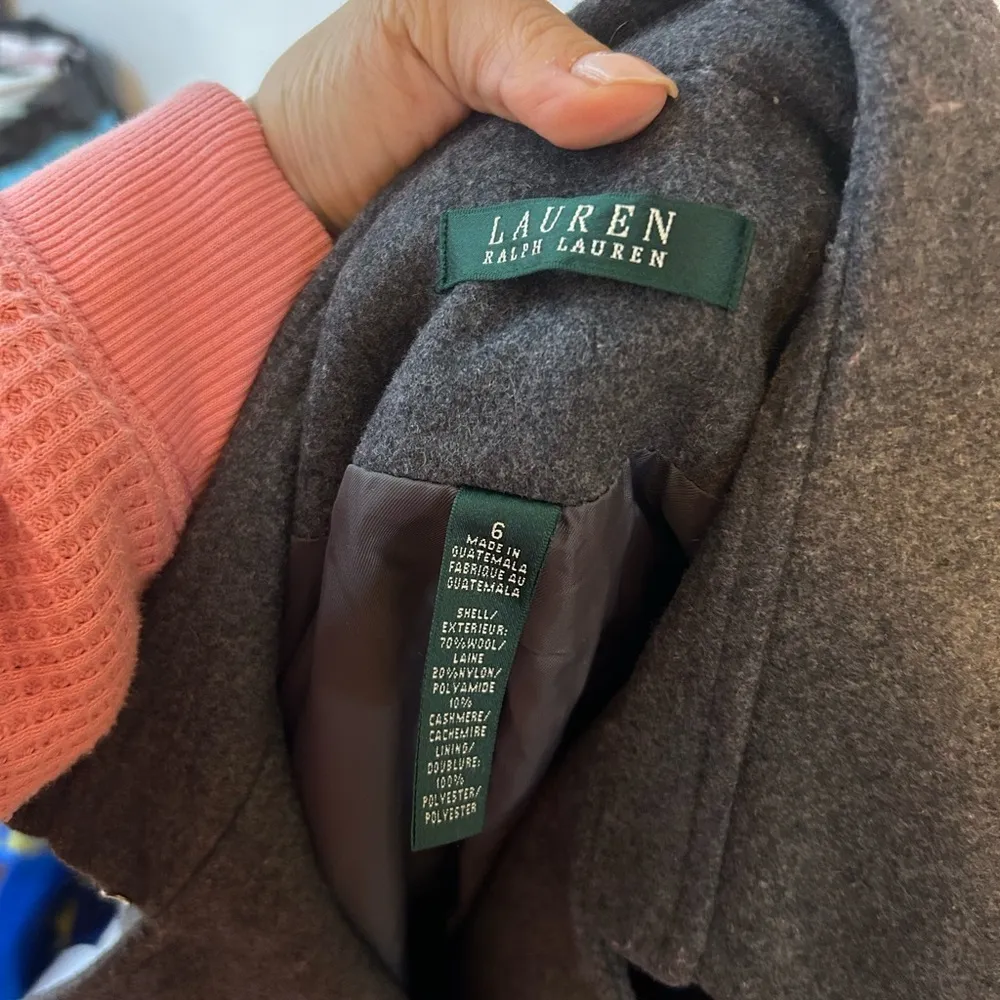 LAUREN
RALPH LAUREN
6
MADE IN
GUATEMALA
FABRIQUE AU
GUATEMALA
SHELL/
EXTERIEUR:
70%WOOL/
LAINE
20%NYLON/
POLYAMIDE
10%
CASHMERE/
CACHEMIRE
LINING/
DOUBLURE:
100%
POLYESTER/
POLYESTER